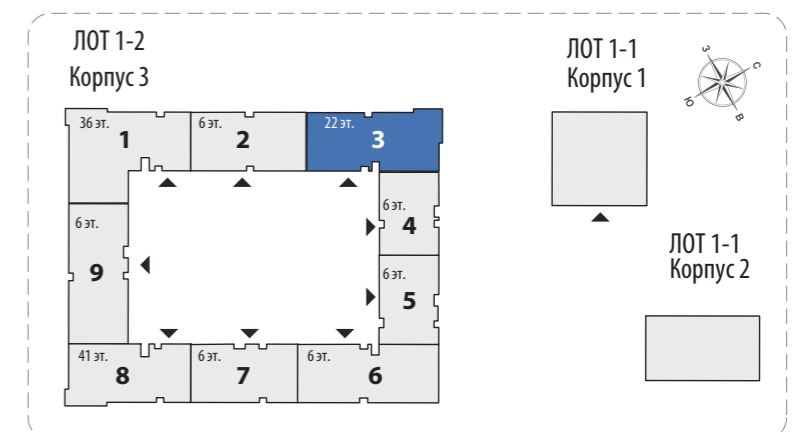 ЛОТ 1-2
Корпус 3
ЛОТ 1-1
Корпус 1
З
С
Ю
В
36 эт.
1
6 эт.
2
22 эт.
3
6 эт.
4
6 эт.
9
6 эт.
5
ЛОТ 1-1
Корпус 2
41 эт.
8
6 эт.
7
6 эт.
6